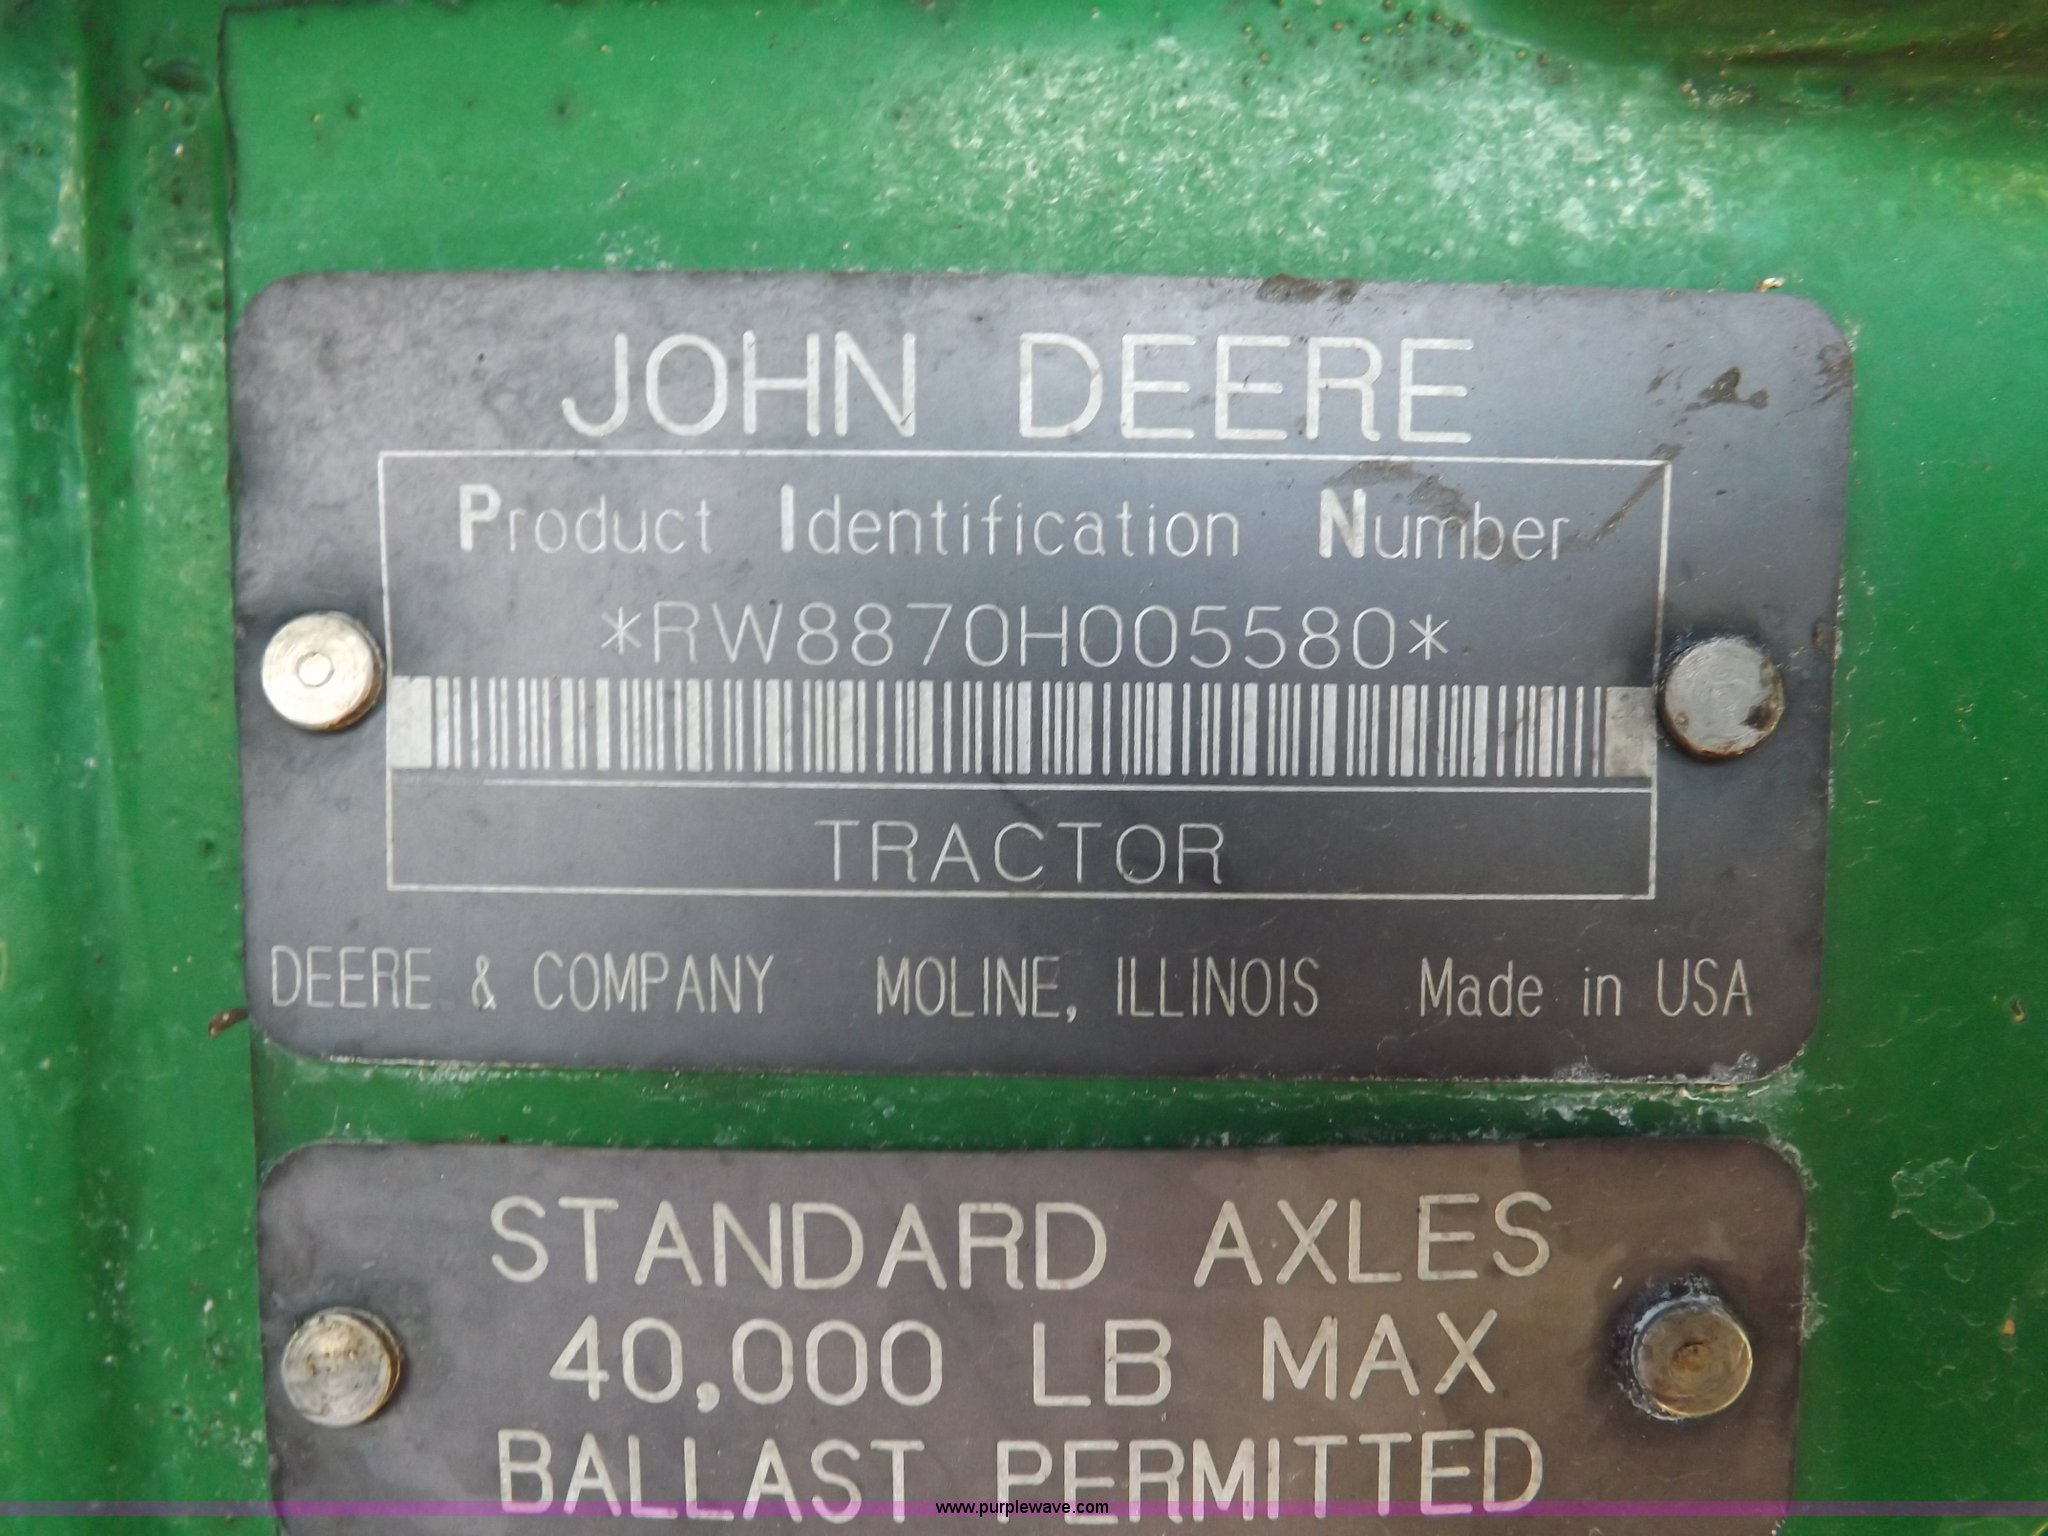 JOHN DEERE
Product Identification Number
*RW8870H005580*
TRACTOR
DEERE & COMPANY MOLINE, ILLINOIS Made in USA
STANDARD AXLES
40,000 LB MAX
BALLAST PERMITTED
www.purplewave.com